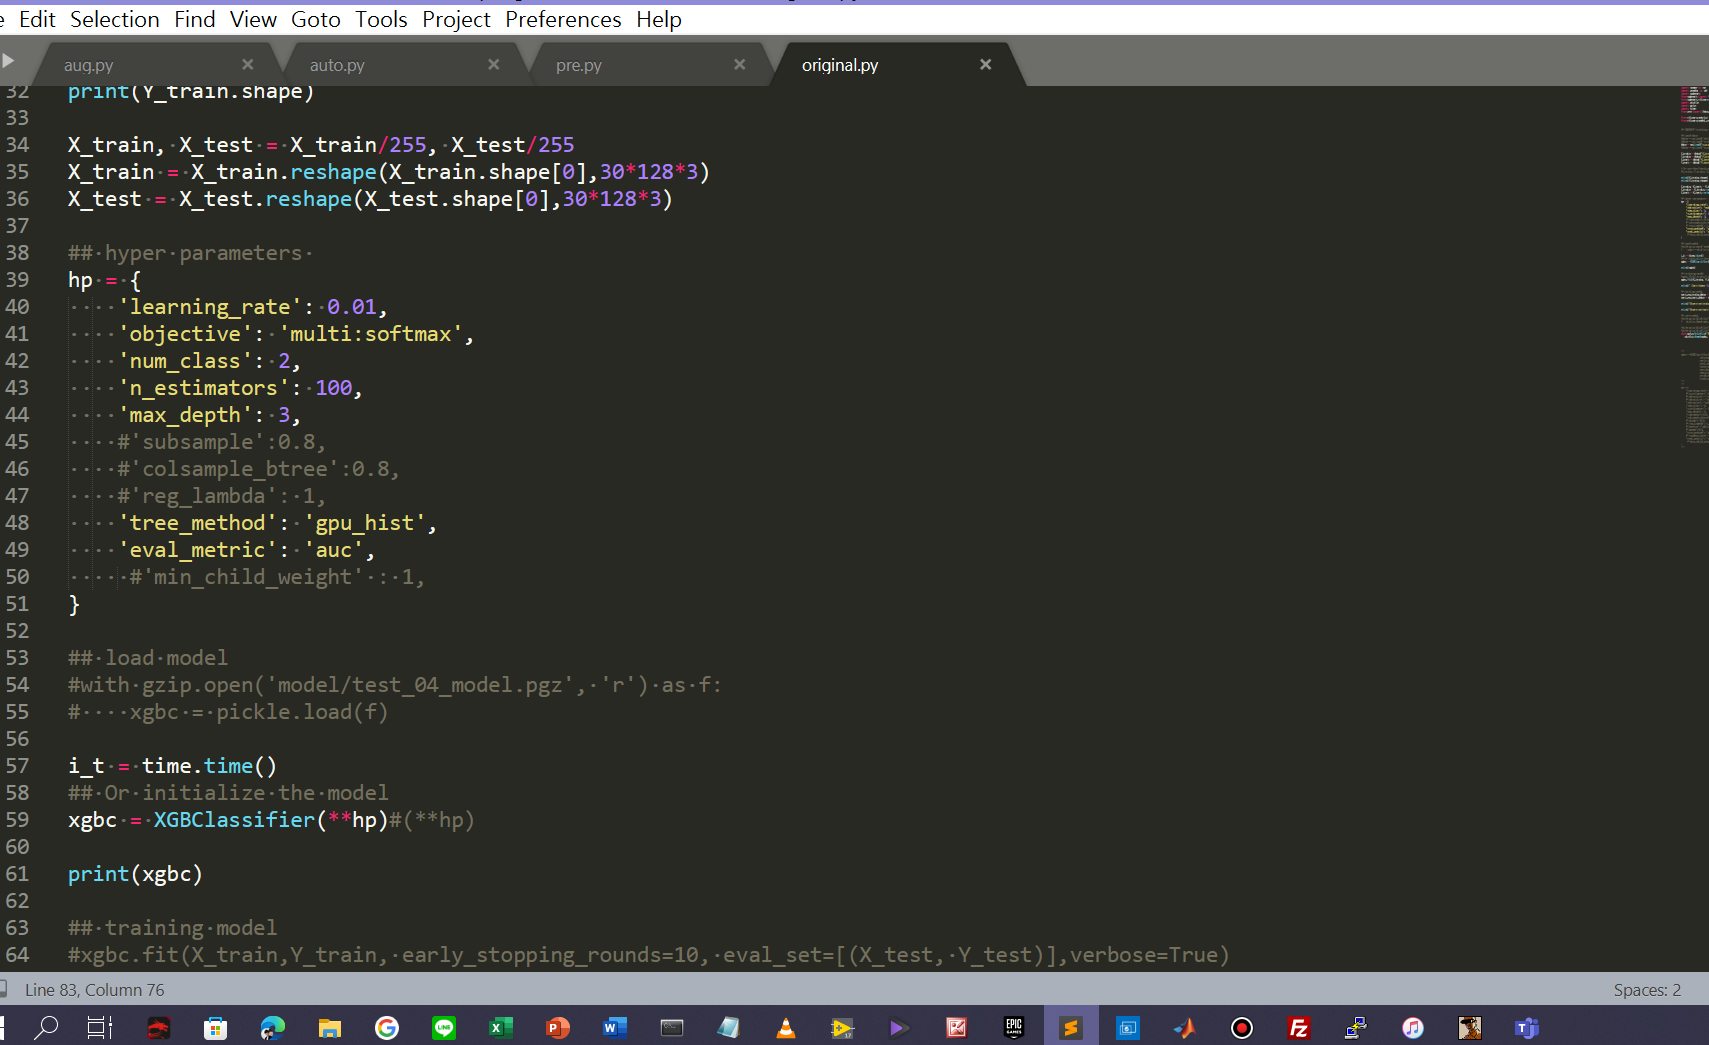 Edit Selection Find View Goto Tools Project Preferences Help
aug.py × auto.py × pre.py × original.py ×
32 print(Y_train.shape)
33
34 X_train, X_test = X_train/255, X_test/255
35 X_train = X_train.reshape(X_train.shape[0],30*128*3)
36 X_test = X_test.reshape(X_test.shape[0],30*128*3)
37
38 ## hyper parameters
39 hp = {
40     'learning_rate': 0.01,
41     'objective': 'multi:softmax',
42     'num_class': 2,
43     'n_estimators': 100,
44     'max_depth': 3,
45     #'subsample':0.8,
46     #'colsample_btree':0.8,
47     #'reg_lambda': 1,
48     'tree_method': 'gpu_hist',
49     'eval_metric': 'auc',
50      #'min_child_weight' : 1,
51 }
52
53 ## load model
54 #with gzip.open('model/test_04_model.pgz', 'r') as f:
55 #    xgbc = pickle.load(f)
56
57 i_t = time.time()
58 ## Or initialize the model
59 xgbc = XGBClassifier(**hp)#(**hp)
60
61 print(xgbc)
62
63 ## training model
64 #xgbc.fit(X_train,Y_train, early_stopping_rounds=10, eval_set=[(X_test, Y_test)],verbose=True)
Line 83, Column 76 Spaces: 2